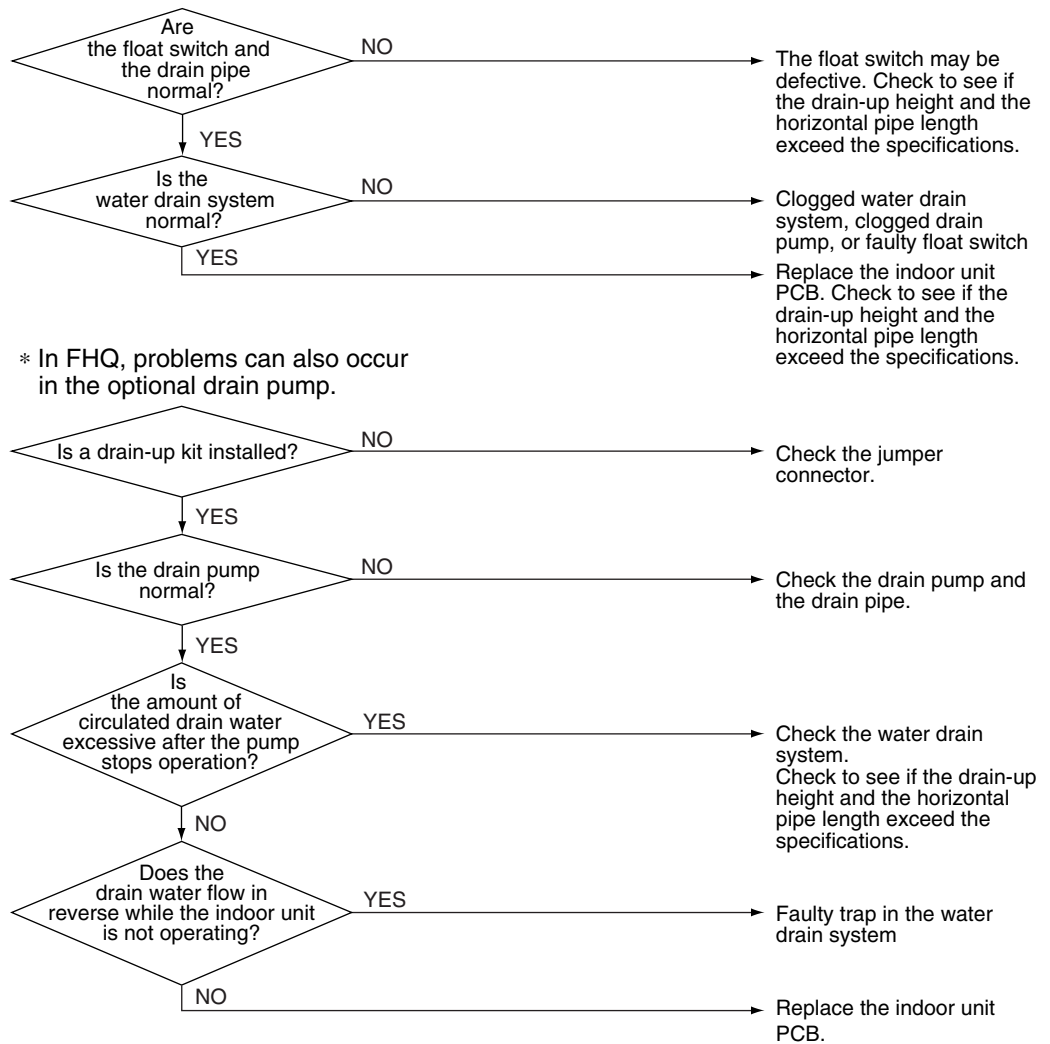 Are
the float switch and
the drain pipe
normal?
NO
The float switch may be
defective. Check to see if
the drain-up height and the
horizontal pipe length
exceed the specifications.
YES
Is the
water drain system
normal?
NO
Clogged water drain
system, clogged drain
pump, or faulty float switch
YES
Replace the indoor unit
PCB. Check to see if the
drain-up height and the
horizontal pipe length
exceed the specifications.
* In FHQ, problems can also occur
in the optional drain pump.
Is a drain-up kit installed?
NO
Check the jumper
connector.
YES
Is the drain pump
normal?
NO
Check the drain pump and
the drain pipe.
YES
Is
the amount of
circulated drain water
excessive after the pump
stops operation?
YES
Check the water drain
system.
Check to see if the drain-up
height and the horizontal
pipe length exceed the
specifications.
NO
Does the
drain water flow in
reverse while the indoor unit
is not operating?
YES
Faulty trap in the water
drain system
NO
Replace the indoor unit
PCB.